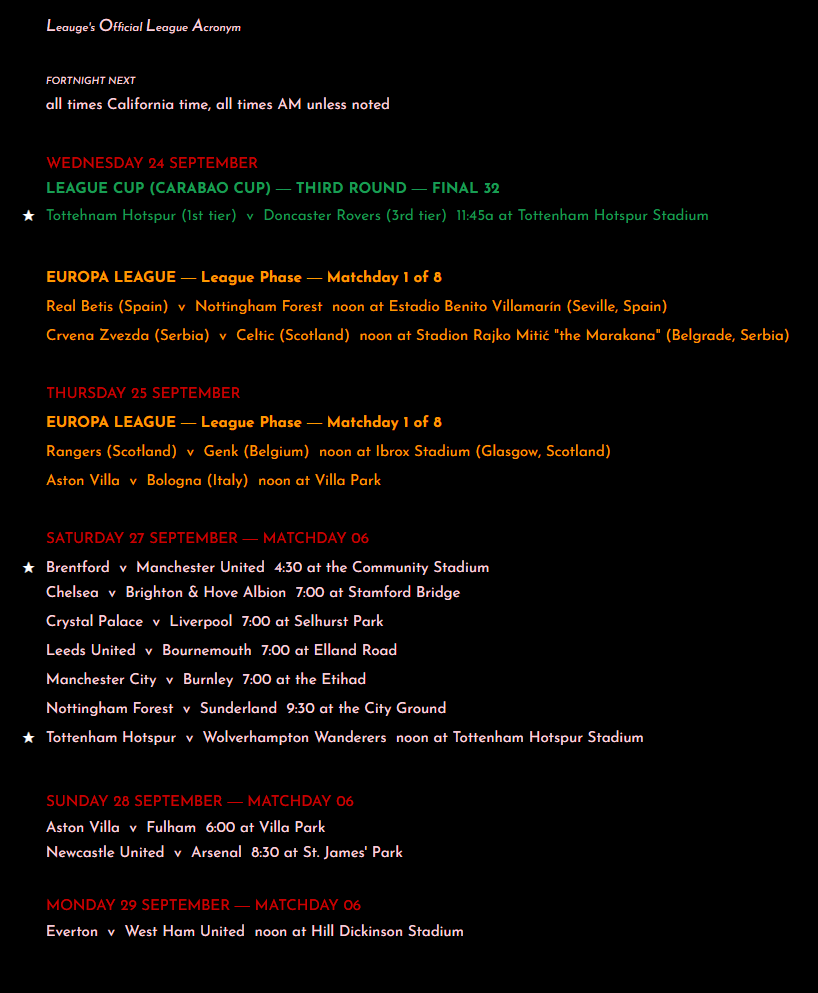 Leauge's Official League Acronym
FORTNIGHT NEXT
all times California time, all times AM unless noted
WEDNESDAY 24 SEPTEMBER
LEAGUE CUP (CARABAO CUP) — THIRD ROUND — FINAL 32
★ Tottehnam Hotspur (1st tier) v Doncaster Rovers (3rd tier) 11:45a at Tottenham Hotspur Stadium
EUROPA LEAGUE — League Phase — Matchday 1 of 8
Real Betis (Spain) v Nottingham Forest noon at Estadio Benito Villamarín (Seville, Spain)
Crvena Zvezda (Serbia) v Celtic (Scotland) noon at Stadion Rajko Mitić "the Marakana" (Belgrade, Serbia)
THURSDAY 25 SEPTEMBER
EUROPA LEAGUE — League Phase — Matchday 1 of 8
Rangers (Scotland) v Genk (Belgium) noon at Ibrox Stadium (Glasgow, Scotland)
Aston Villa v Bologna (Italy) noon at Villa Park
SATURDAY 27 SEPTEMBER — MATCHDAY 06
★ Brentford v Manchester United 4:30 at the Community Stadium
Chelsea v Brighton & Hove Albion 7:00 at Stamford Bridge
Crystal Palace v Liverpool 7:00 at Selhurst Park
Leeds United v Bournemouth 7:00 at Elland Road
Manchester City v Burnley 7:00 at the Etihad
Nottingham Forest v Sunderland 9:30 at the City Ground
★ Tottenham Hotspur v Wolverhampton Wanderers noon at Tottenham Hotspur Stadium
SUNDAY 28 SEPTEMBER — MATCHDAY 06
Aston Villa v Fulham 6:00 at Villa Park
Newcastle United v Arsenal 8:30 at St. James' Park
MONDAY 29 SEPTEMBER — MATCHDAY 06
Everton v West Ham United noon at Hill Dickinson Stadium